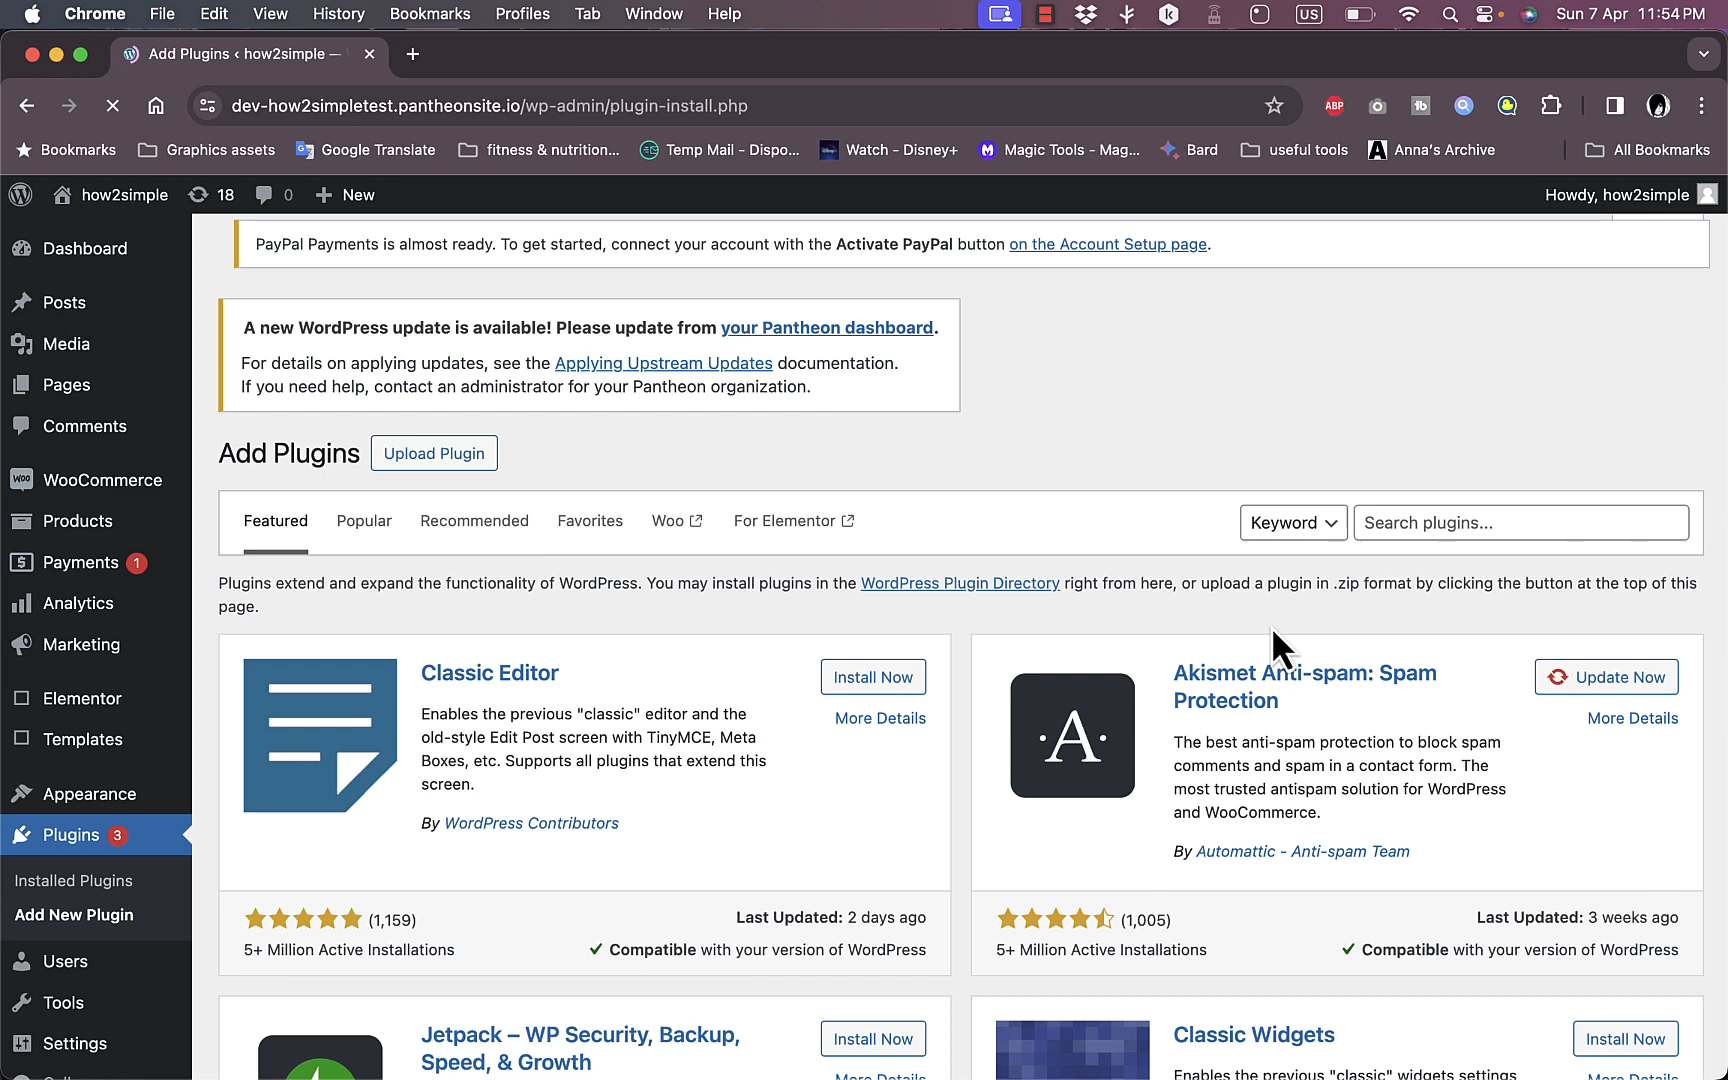 Chrome File Edit View History Bookmarks Profiles Tab Window Help US Sun 7 Apr 11:54 PM
Add Plugins ‹ how2simple —
dev-how2simpletest.pantheonsite.io/wp-admin/plugin-install.php ABP tb
Bookmarks Graphics assets Google Translate fitness & nutrition... Temp Mail - Dispo... Watch - Disney+ Magic Tools - Mag... Bard useful tools Anna's Archive All Bookmarks
how2simple 18 0 New Howdy, how2simple
Dashboard
Posts
Media
Pages
Comments
WooCommerce
Products
Payments 1
Analytics
Marketing
Elementor
Templates
Appearance
Plugins 3
Installed Plugins
Add New Plugin
Users
Tools
Settings
PayPal Payments is almost ready. To get started, connect your account with the Activate PayPal button on the Account Setup page.
A new WordPress update is available! Please update from your Pantheon dashboard.
For details on applying updates, see the Applying Upstream Updates documentation.
If you need help, contact an administrator for your Pantheon organization.
Add Plugins Upload Plugin
Featured Popular Recommended Favorites Woo For Elementor Keyword Search plugins...
Plugins extend and expand the functionality of WordPress. You may install plugins in the WordPress Plugin Directory right from here, or upload a plugin in .zip format by clicking the button at the top of this
page.
Classic Editor
Install Now
More Details
Enables the previous "classic" editor and the
old-style Edit Post screen with TinyMCE, Meta
Boxes, etc. Supports all plugins that extend this
screen.
By WordPress Contributors
(1,159)
Last Updated: 2 days ago
5+ Million Active Installations
Compatible with your version of WordPress
Akismet Anti-spam: Spam
Protection
Update Now
More Details
·A·
The best anti-spam protection to block spam
comments and spam in a contact form. The
most trusted antispam solution for WordPress
and WooCommerce.
By Automattic - Anti-spam Team
(1,005)
Last Updated: 3 weeks ago
5+ Million Active Installations
Compatible with your version of WordPress
Jetpack – WP Security, Backup,
Speed, & Growth
Install Now
More Details
Classic Widgets
Install Now
Enables the previous "classic" widgets settings
More Details